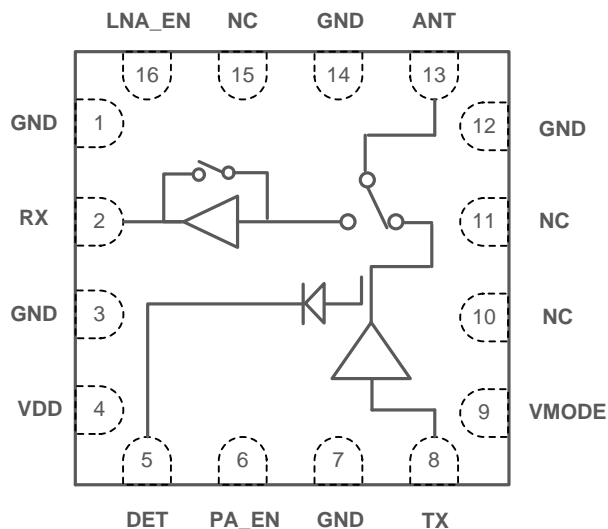 LNA_EN NC GND ANT
16 15 14 13
GND 1 12 GND
RX 2 11 NC
GND 3 10 NC
VDD 4 9 VMODE
5 6 7 8
DET PA_EN GND TX